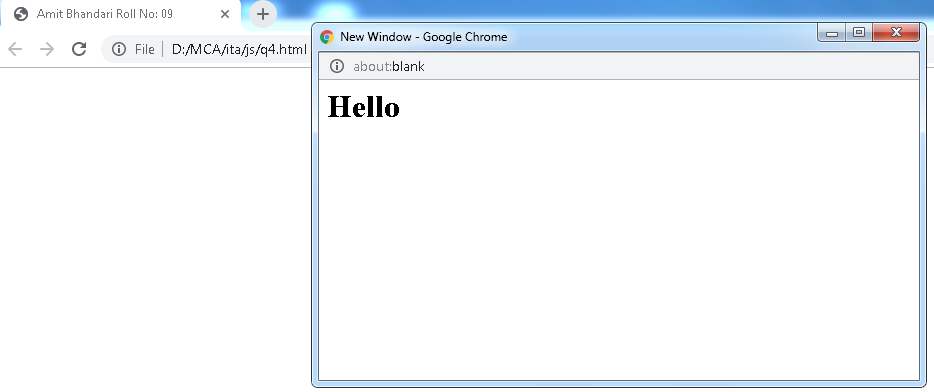 Amit Bhandari Roll No: 09
File D:/MCA/ita/js/q4.html
New Window - Google Chrome
about:blank
Hello